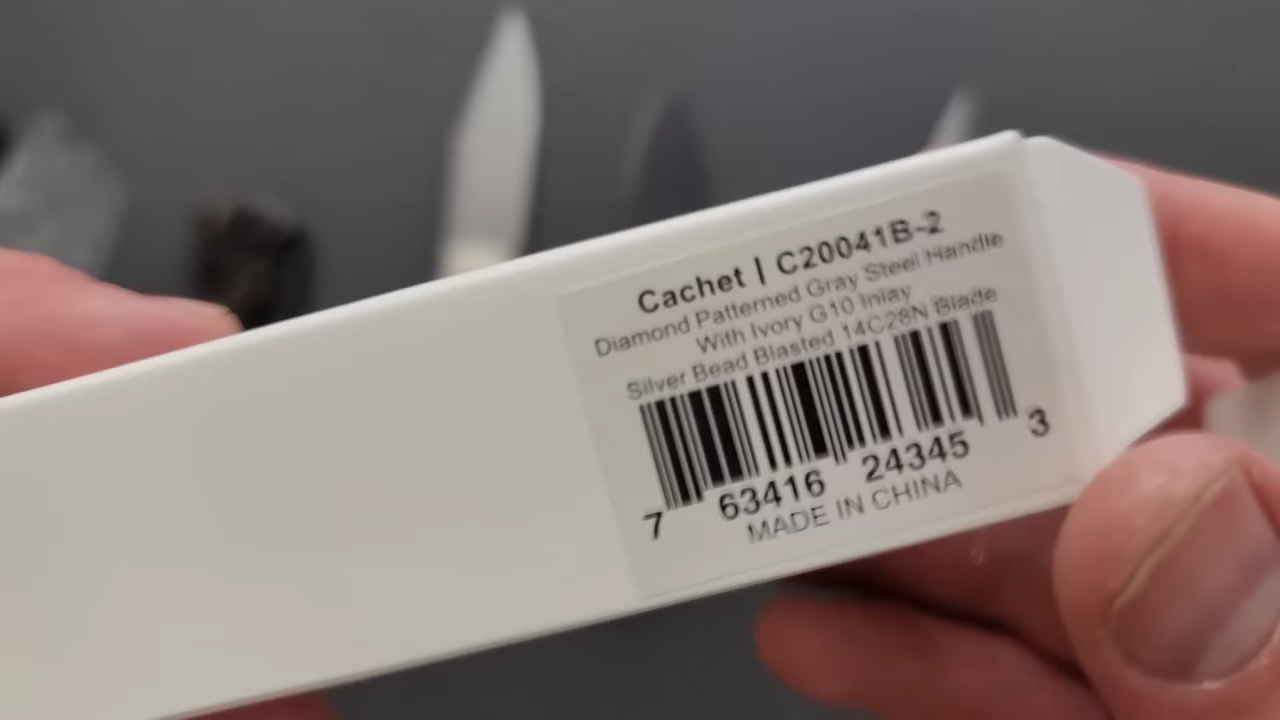 Cachet | C20041B-2
Diamond Patterned Gray Steel Handle
With Ivory G10 Inlay
Silver Bead Blasted 14C28N Blade
7 63416 24345 3
MADE IN CHINA